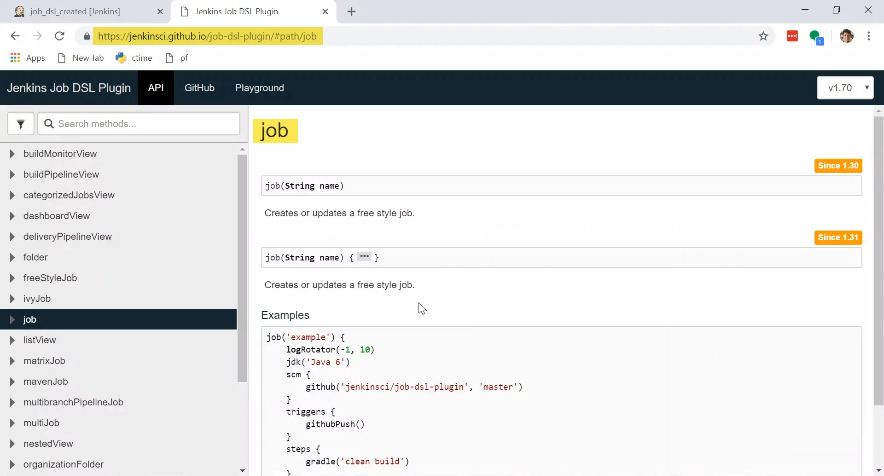 job_dsl_created [Jenkins]
Jenkins Job DSL Plugin
https://jenkinsci.github.io/job-dsl-plugin/#path/job
Apps
New Tab
ctime
pf
Jenkins Job DSL Plugin
API
GitHub
Playground
v1.70
Search methods...
buildMonitorView
buildPipelineView
categorizedJobsView
dashboardView
deliveryPipelineView
folder
freeStyleJob
ivyJob
job
listView
matrixJob
mavenJob
multibranchPipelineJob
multiJob
nestedView
organizationFolder
job
Since 1.30
job(String name)
Creates or updates a free style job.
Since 1.31
job(String name) { ••• }
Creates or updates a free style job.
Examples
job('example') {
logRotator(-1, 10)
jdk('Java 6')
scm {
github('jenkinsci/job-dsl-plugin', 'master')
}
triggers {
githubPush()
}
steps {
gradle('clean build')
}